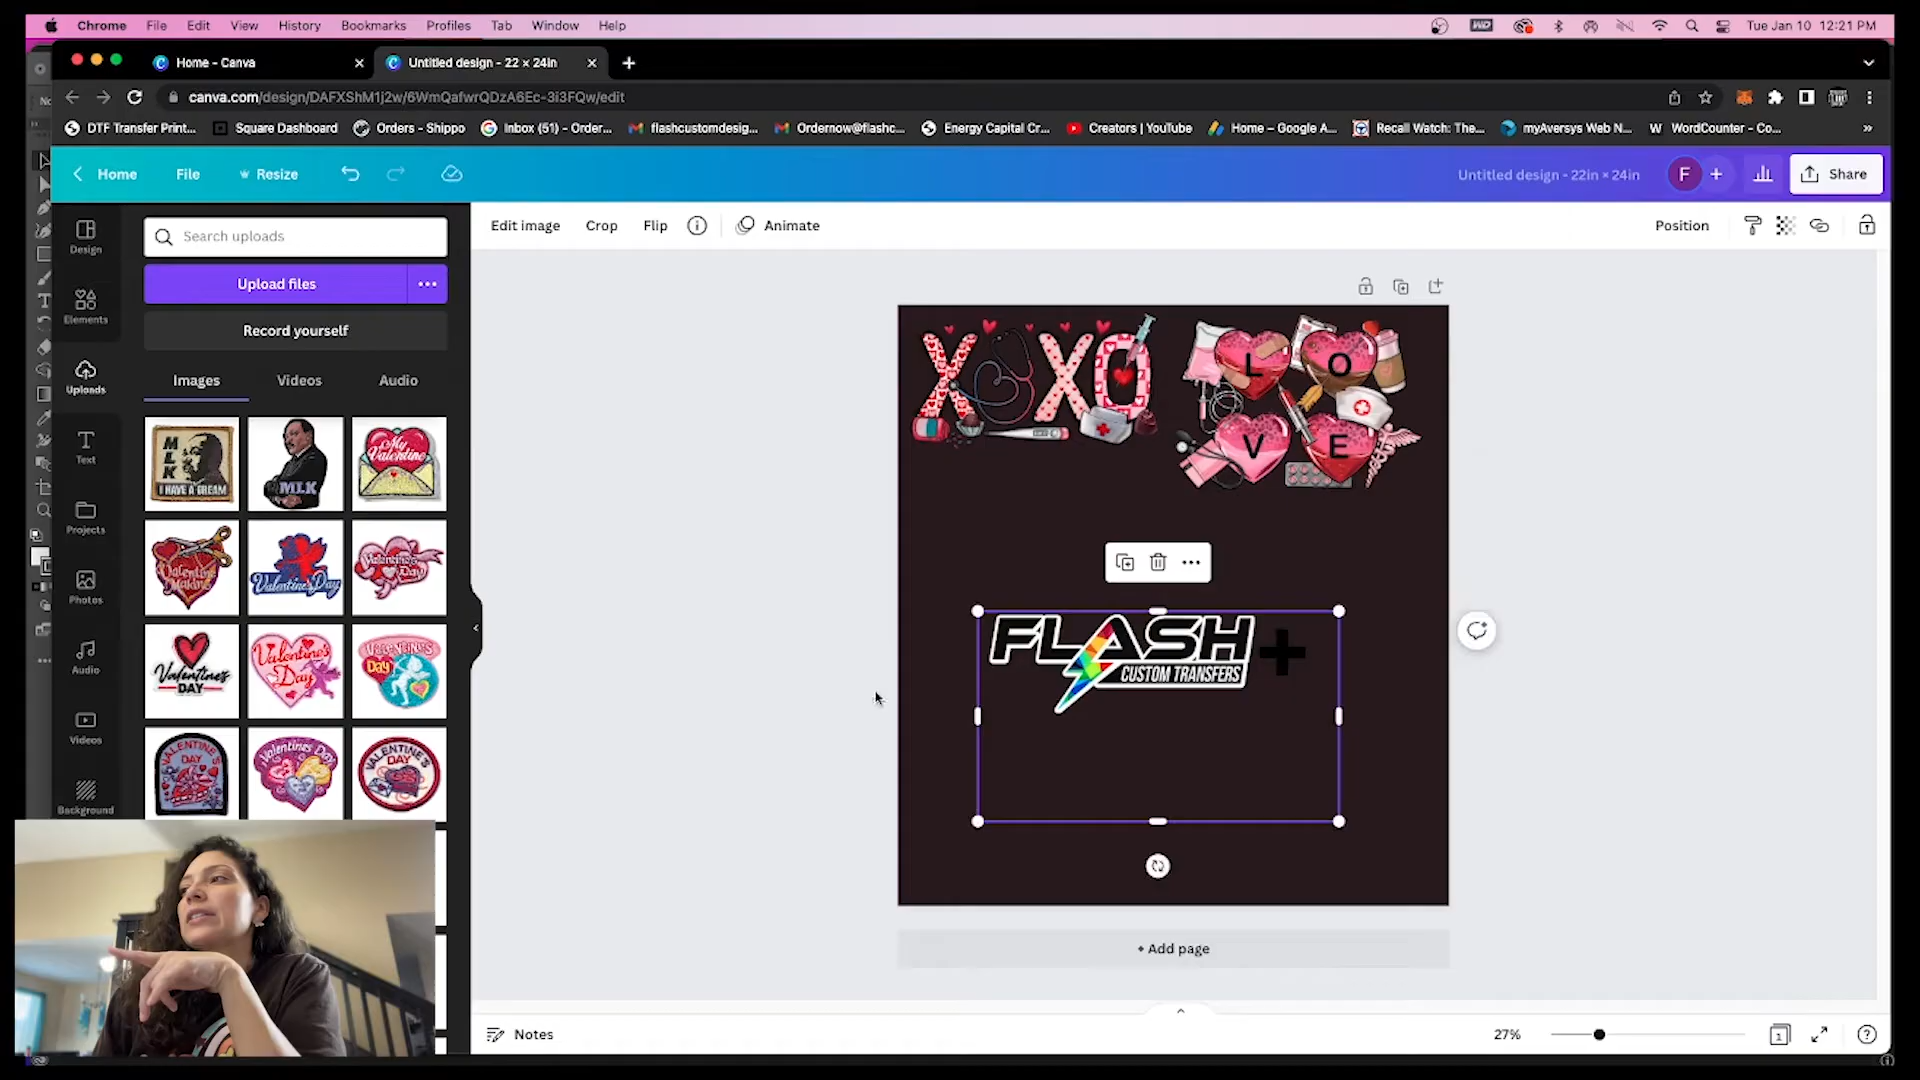 Chrome File Edit View History Bookmarks Profiles Tab Window Help
Tue Jan 10 12:21 PM
Home - Canva
Untitled design - 22 × 24in
canva.com/design/DAFXShM1j2w/6WmQafwrQDzA6Ec-3i3FQw/edit
DTF Transfer Print... Square Dashboard Orders - Shippo Inbox (51) - Order... flashcustomdesig... Ordernow@flashc... Energy Capital Cr... Creators | YouTube Home – Google A... Recall Watch: The... myAversys Web N... WordCounter - Co...
Home File Resize
Untitled design - 22in × 24in
F
Share
Design
Elements
Uploads
Text
Projects
Photos
Audio
Videos
Background
Search uploads
Upload files
Record yourself
Images Videos Audio
MLK
I HAVE A DREAM
MLK
My Valentine
Valentine
Valentine's Day
Valentine's
Valentine's
DAY
Valentine's
Day
VALENTINE'S
Day
VALENTINE'S
DAY
Valentines Day
VALENTINE'S
DAY
Edit image Crop Flip Animate
Position
XOXO
L O
V E
FLASH +
CUSTOM TRANSFERS
+ Add page
Notes
27%
1